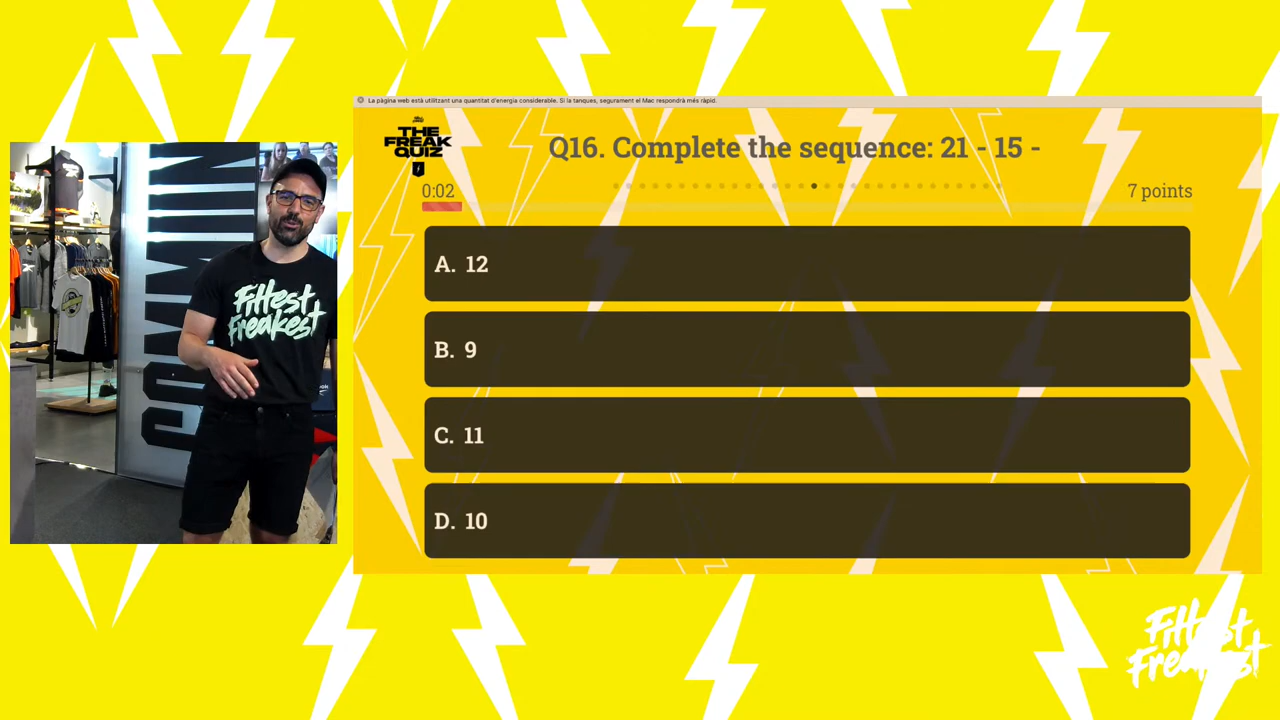 La pàgina web està utilitzant una quantitat d'energia considerable. Si la tanques, segurament el Mac respondrà més ràpid.
THE
FREAK
QUIZ
Q16. Complete the sequence: 21 - 15 -
0:02
7 points
A. 12
B. 9
C. 11
D. 10
COMMUN
Fittest
Freakest
Fittest
Freakest